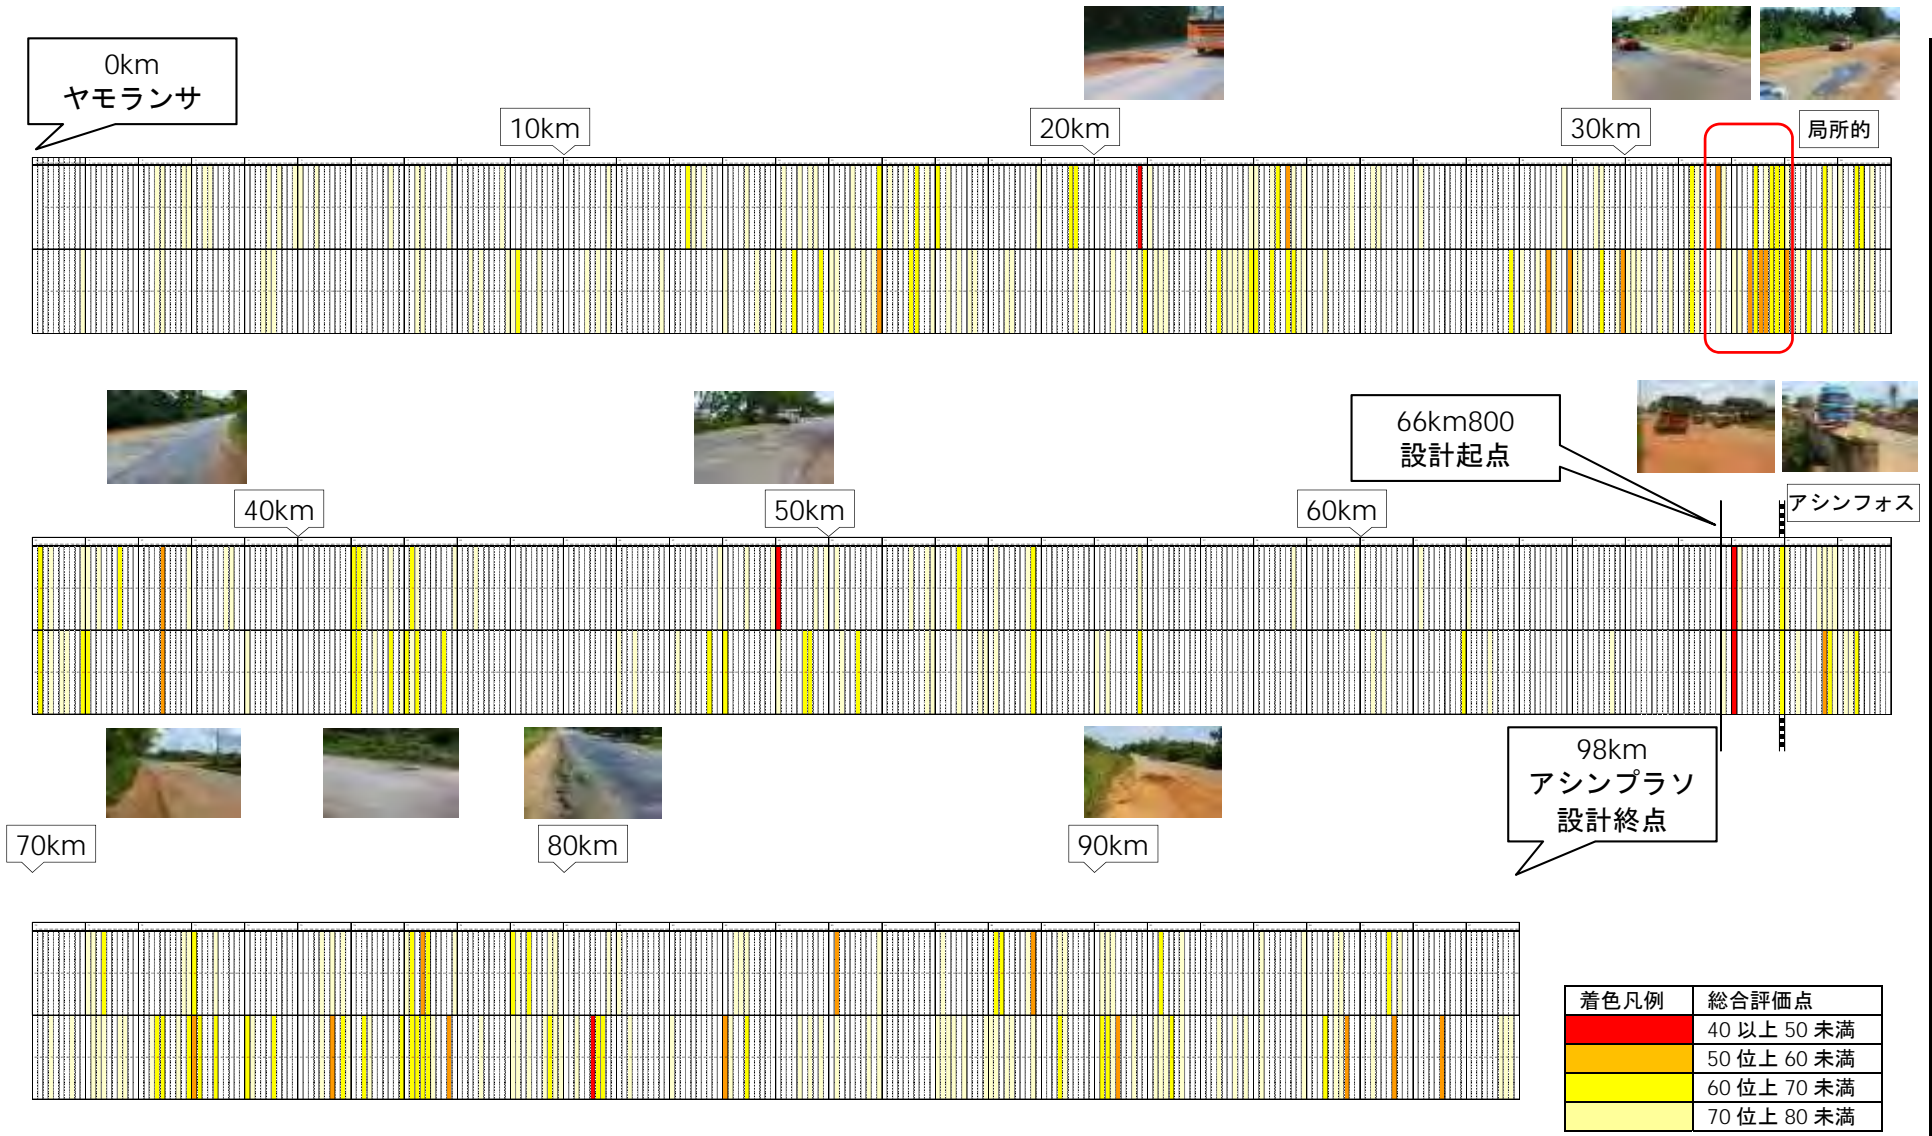 0km
ヤモランサ
10km
20km
30km
局所的
40km
50km
60km
66km800
設計起点
アシンフォス
70km
80km
90km
98km
アシンプラソ
設計終点
着色凡例 総合評価点
40 以上 50 未満
50 位上 60 未満
60 位上 70 未満
70 位上 80 未満